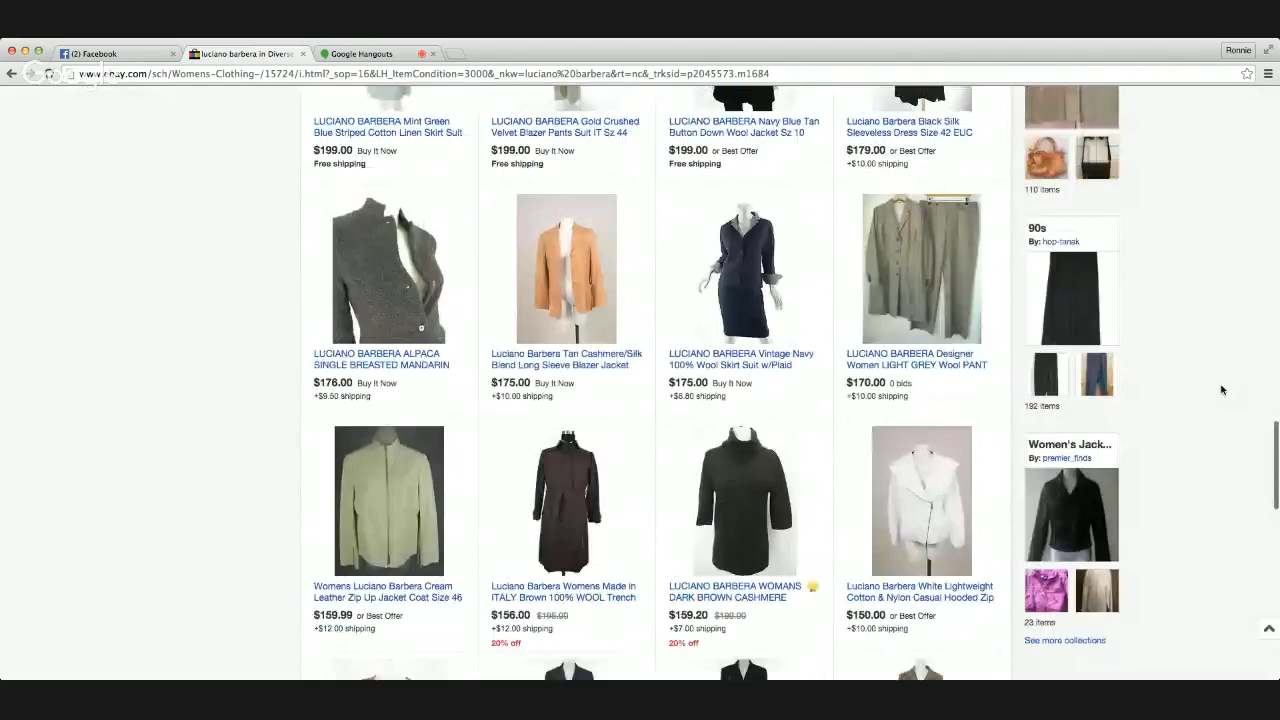 (2) Facebook
luciano barbera in Diverse
Google Hangouts
Ronnie
ebay.com/sch/Womens-Clothing-/15724/i.html?_sop=16&LH_ItemCondition=3000&_nkw=luciano%20barbera&rt=nc&_trksid=p2045573.m1684
LUCIANO BARBERA Mint Green
Blue Striped Cotton Linen Skirt Suit
$199.00 Buy It Now
Free shipping
LUCIANO BARBERA Gold Crushed
Velvet Blazer Pants Suit IT Sz 44
$199.00 Buy It Now
Free shipping
LUCIANO BARBERA Navy Blue Tan
Button Down Wool Jacket Sz 10
$199.00 or Best Offer
Free shipping
Luciano Barbera Black Silk
Sleeveless Dress Size 42 EUC
$179.00 or Best Offer
+$10.00 shipping
LUCIANO BARBERA ALPACA
SINGLE BREASTED MANDARIN
$176.00 Buy It Now
+$9.50 shipping
Luciano Barbera Tan Cashmere/Silk
Blend Long Sleeve Blazer Jacket
$175.00 Buy It Now
+$10.00 shipping
LUCIANO BARBERA Vintage Navy
100% Wool Skirt Suit w/Plaid
$175.00 Buy It Now
+$6.80 shipping
LUCIANO BARBERA Designer
Women LIGHT GREY Wool PANT
$170.00 0 bids
+$10.00 shipping
Womens Luciano Barbera Cream
Leather Zip Up Jacket Coat Size 46
$159.99 or Best Offer
+$12.00 shipping
Luciano Barbera Womens Made in
ITALY Brown 100% WOOL Trench
$156.00 $195.00
+$12.00 shipping
20% off
LUCIANO BARBERA WOMANS
DARK BROWN CASHMERE
$159.20 $199.00
+$7.00 shipping
20% off
Luciano Barbera White Lightweight
Cotton & Nylon Casual Hooded Zip
$150.00 or Best Offer
+$10.00 shipping
110 items
90s
By: hop-tanak
192 items
Women's Jack...
By: premier_finds
23 items
See more collections